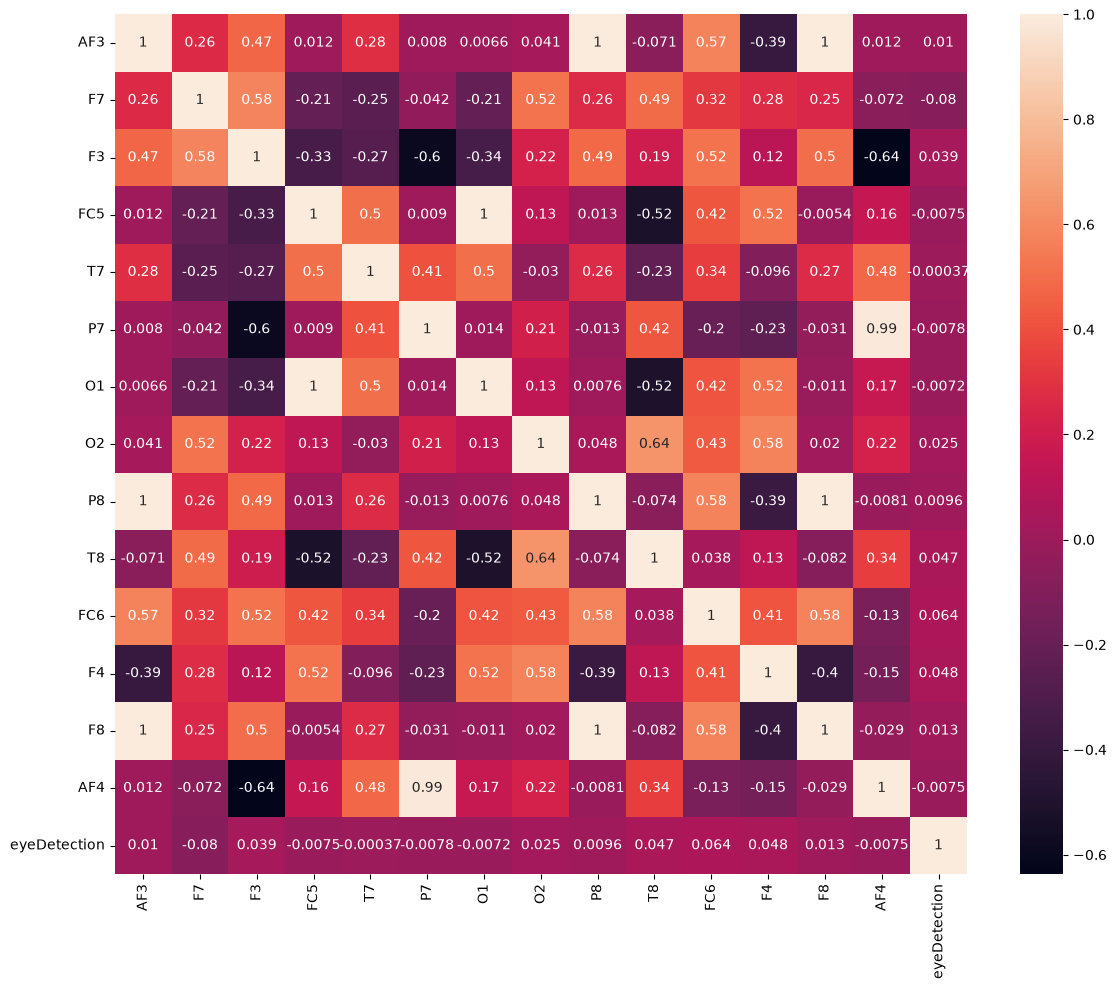 AF3 1 0.26 0.47 0.012 0.28 0.008 0.0066 0.041 1 -0.071 0.57 -0.39 1 0.012 0.01
F7 0.26 1 0.58 -0.21 -0.25 -0.042 -0.21 0.52 0.26 0.49 0.32 0.28 0.25 -0.072 -0.08
F3 0.47 0.58 1 -0.33 -0.27 -0.6 -0.34 0.22 0.49 0.19 0.52 0.12 0.5 -0.64 0.039
FC5 0.012 -0.21 -0.33 1 0.5 0.009 1 0.13 0.013 -0.52 0.42 0.52 -0.0054 0.16 -0.0075
T7 0.28 -0.25 -0.27 0.5 1 0.41 0.5 -0.03 0.26 -0.23 0.34 -0.096 0.27 0.48 -0.00037
P7 0.008 -0.042 -0.6 0.009 0.41 1 0.014 0.21 -0.013 0.42 -0.2 -0.23 -0.031 0.99 -0.0078
O1 0.0066 -0.21 -0.34 1 0.5 0.014 1 0.13 0.0076 -0.52 0.42 0.52 -0.011 0.17 -0.0072
O2 0.041 0.52 0.22 0.13 -0.03 0.21 0.13 1 0.048 0.64 0.43 0.58 0.02 0.22 0.025
P8 1 0.26 0.49 0.013 0.26 -0.013 0.0076 0.048 1 -0.074 0.58 -0.39 1 -0.0081 0.0096
T8 -0.071 0.49 0.19 -0.52 -0.23 0.42 -0.52 0.64 -0.074 1 0.038 0.13 -0.082 0.34 0.047
FC6 0.57 0.32 0.52 0.42 0.34 -0.2 0.42 0.43 0.58 0.038 1 0.41 0.58 -0.13 0.064
F4 -0.39 0.28 0.12 0.52 -0.096 -0.23 0.52 0.58 -0.39 0.13 0.41 1 -0.4 -0.15 0.048
F8 1 0.25 0.5 -0.0054 0.27 -0.031 -0.011 0.02 1 -0.082 0.58 -0.4 1 -0.029 0.013
AF4 0.012 -0.072 -0.64 0.16 0.48 0.99 0.17 0.22 -0.0081 0.34 -0.13 -0.15 -0.029 1 -0.0075
eyeDetection 0.01 -0.08 0.039 -0.0075 -0.00037 -0.0078 -0.0072 0.025 0.0096 0.047 0.064 0.048 0.013 -0.0075 1
AF3 F7 F3 FC5 T7 P7 O1 O2 P8 T8 FC6 F4 F8 AF4 eyeDetection
1.0
0.8
0.6
0.4
0.2
0.0
−0.2
−0.4
−0.6